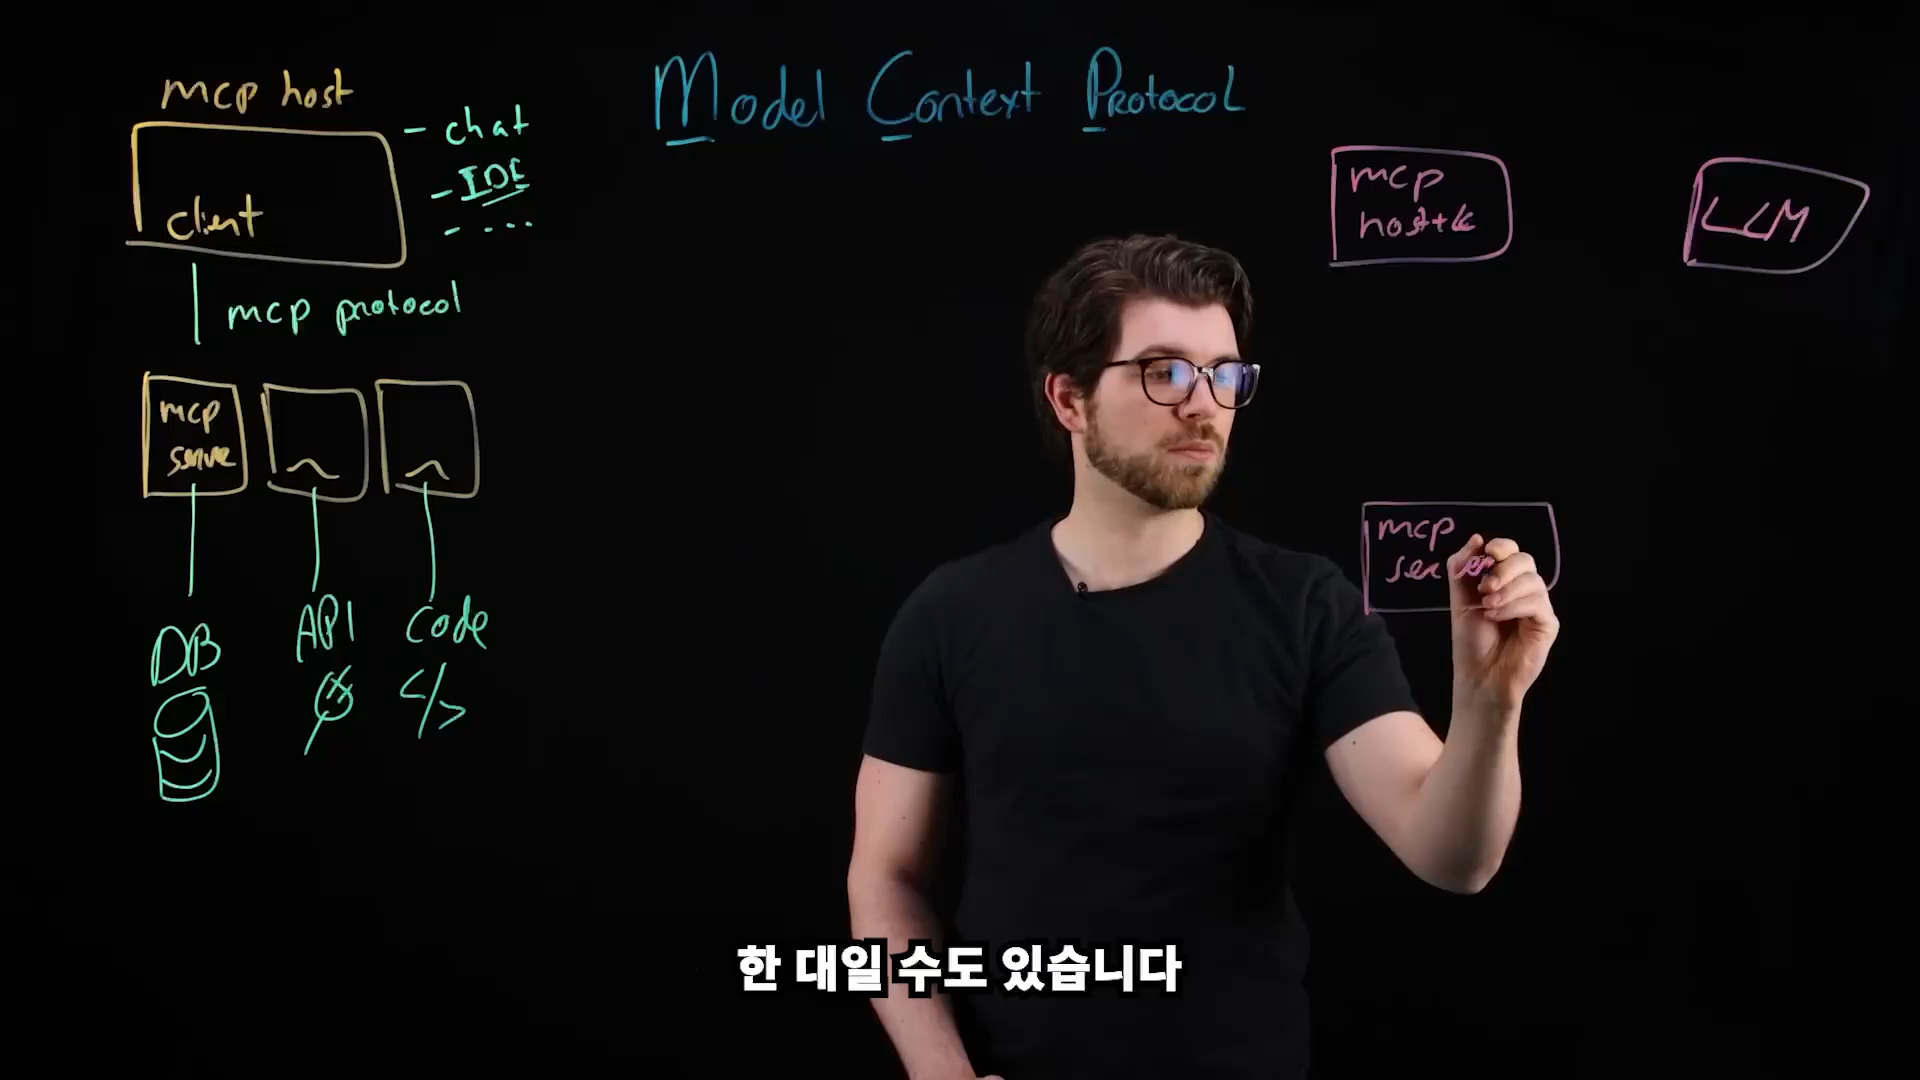 Model Context Protocol
mcp host
client
- chat
- IDE
- ...
mcp protocol
mcp
server
DB
API
code
</>
mcp
host
LLM
mcp
server
한 대일 수도 있습니다